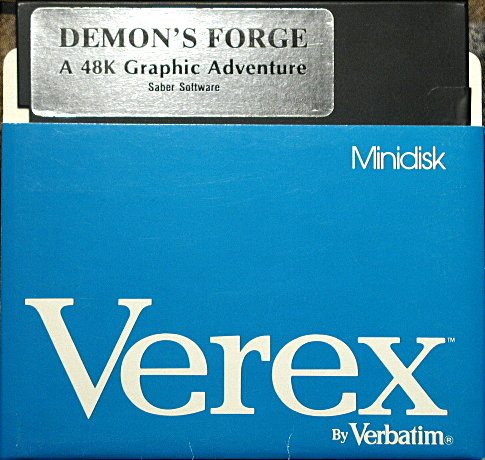 DEMON'S FORGE
A 48K Graphic Adventure
Saber Software
Minidisk
Verex™
By Verbatim®